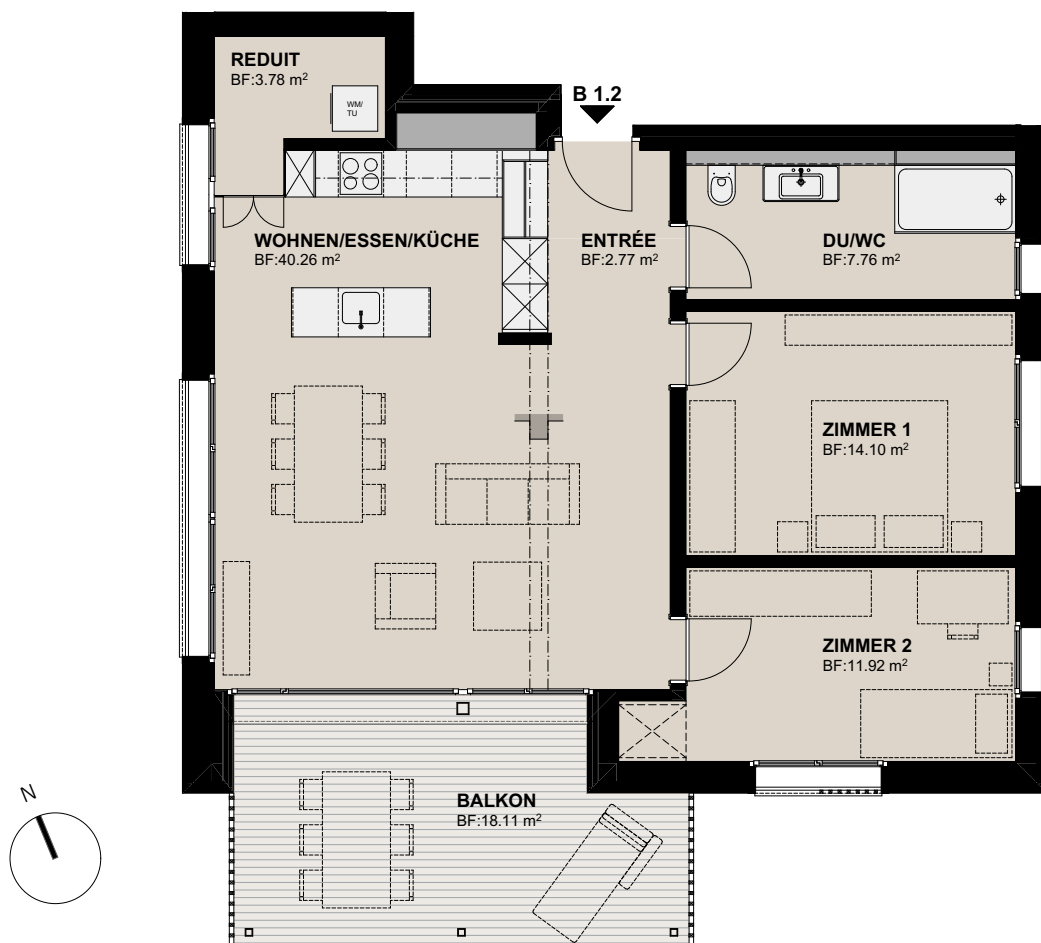 REDUIT
BF:3.78 m²
WM/
TU
B 1.2
WOHNEN/ESSEN/KÜCHE
BF:40.26 m²
ENTRÉE
BF:2.77 m²
DU/WC
BF:7.76 m²
ZIMMER 1
BF:14.10 m²
ZIMMER 2
BF:11.92 m²
BALKON
BF:18.11 m²
N